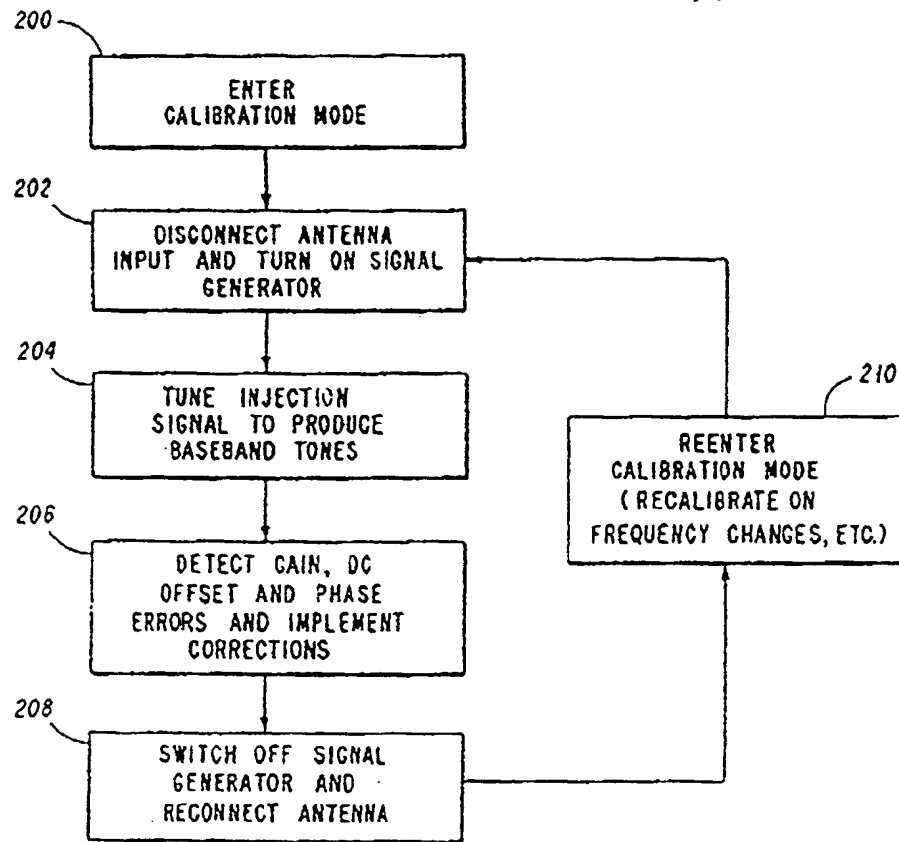 200
ENTER
CALIBRATION MODE
202
DISCONNECT ANTENNA
INPUT AND TURN ON SIGNAL
GENERATOR
204
TUNE INJECTION
SIGNAL TO PRODUCE
BASEBAND TONES
210
REENTER
CALIBRATION MODE
(RECALIBRATE ON
FREQUENCY CHANGES, ETC.)
206
DETECT GAIN, DC
OFFSET AND PHASE
ERRORS AND IMPLEMENT
CORRECTIONS
208
SWITCH OFF SIGNAL
GENERATOR AND
RECONNECT ANTENNA